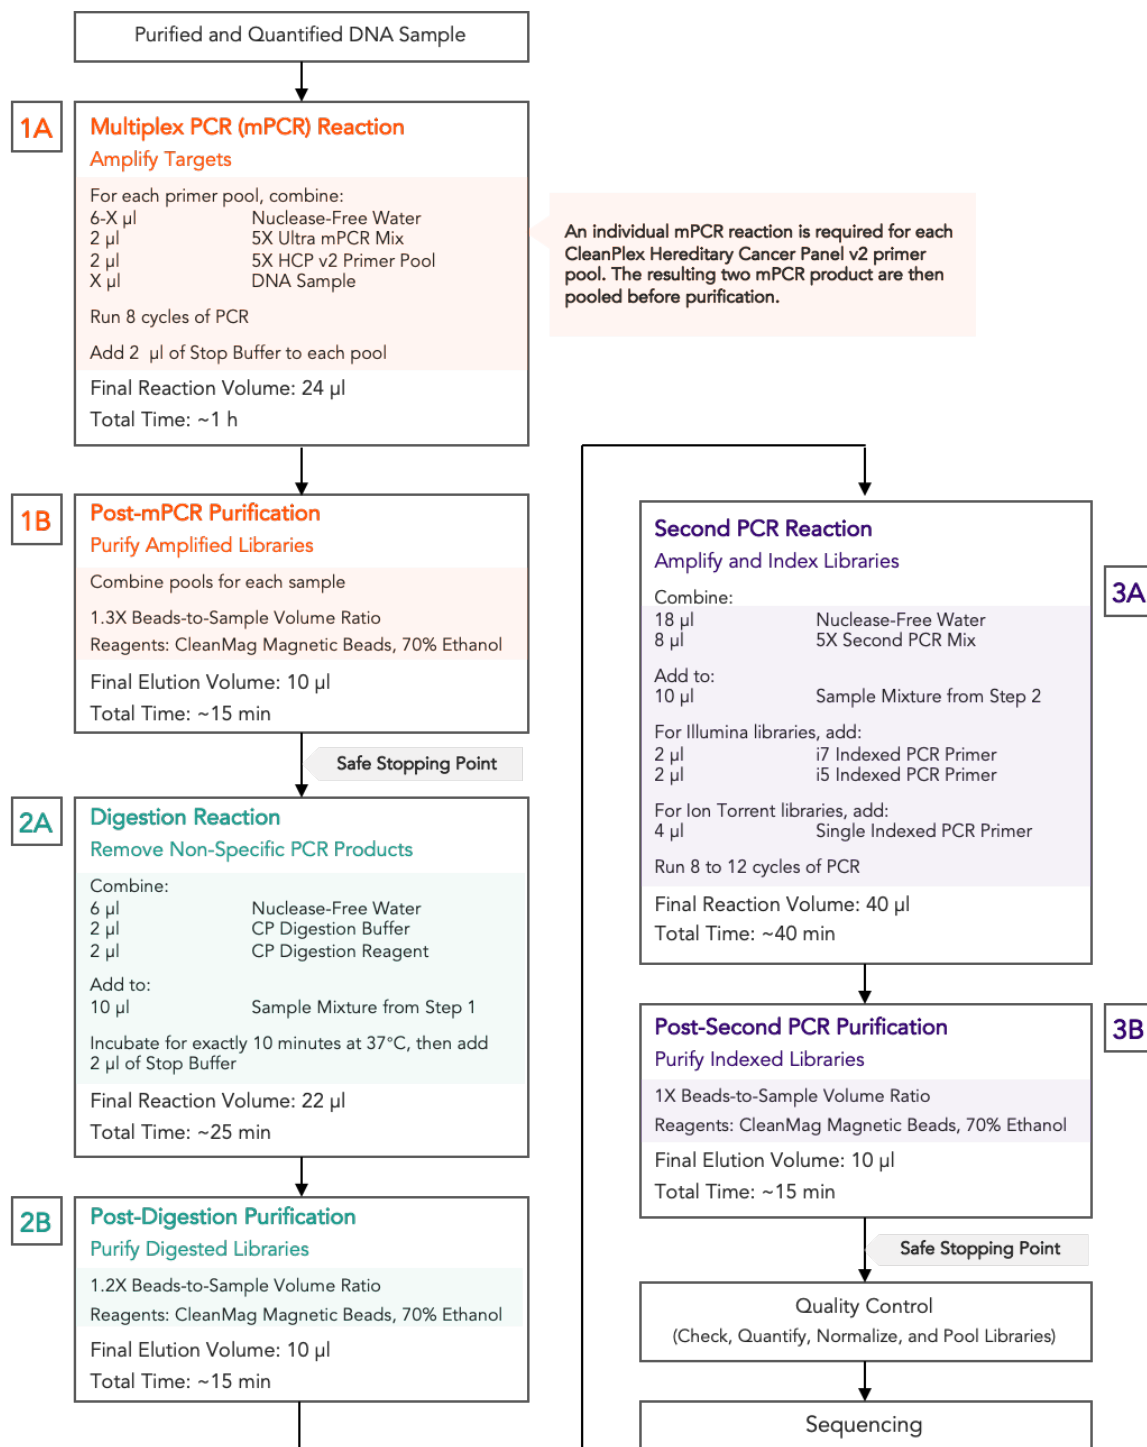 Purified and Quantified DNA Sample
1A
Multiplex PCR (mPCR) Reaction
Amplify Targets
For each primer pool, combine:
6-X µl Nuclease-Free Water
2 µl 5X Ultra mPCR Mix
2 µl 5X HCP v2 Primer Pool
X µl DNA Sample
Run 8 cycles of PCR
Add 2 µl of Stop Buffer to each pool
Final Reaction Volume: 24 µl
Total Time: ~1 h
An individual mPCR reaction is required for each
CleanPlex Hereditary Cancer Panel v2 primer
pool. The resulting two mPCR product are then
pooled before purification.
1B
Post-mPCR Purification
Purify Amplified Libraries
Combine pools for each sample
1.3X Beads-to-Sample Volume Ratio
Reagents: CleanMag Magnetic Beads, 70% Ethanol
Final Elution Volume: 10 µl
Total Time: ~15 min
Safe Stopping Point
2A
Digestion Reaction
Remove Non-Specific PCR Products
Combine:
6 µl Nuclease-Free Water
2 µl CP Digestion Buffer
2 µl CP Digestion Reagent
Add to:
10 µl Sample Mixture from Step 1
Incubate for exactly 10 minutes at 37°C, then add
2 µl of Stop Buffer
Final Reaction Volume: 22 µl
Total Time: ~25 min
2B
Post-Digestion Purification
Purify Digested Libraries
1.2X Beads-to-Sample Volume Ratio
Reagents: CleanMag Magnetic Beads, 70% Ethanol
Final Elution Volume: 10 µl
Total Time: ~15 min
3A
Second PCR Reaction
Amplify and Index Libraries
Combine:
18 µl Nuclease-Free Water
8 µl 5X Second PCR Mix
Add to:
10 µl Sample Mixture from Step 2
For Illumina libraries, add:
2 µl i7 Indexed PCR Primer
2 µl i5 Indexed PCR Primer
For Ion Torrent libraries, add:
4 µl Single Indexed PCR Primer
Run 8 to 12 cycles of PCR
Final Reaction Volume: 40 µl
Total Time: ~40 min
3B
Post-Second PCR Purification
Purify Indexed Libraries
1X Beads-to-Sample Volume Ratio
Reagents: CleanMag Magnetic Beads, 70% Ethanol
Final Elution Volume: 10 µl
Total Time: ~15 min
Safe Stopping Point
Quality Control
(Check, Quantify, Normalize, and Pool Libraries)
Sequencing